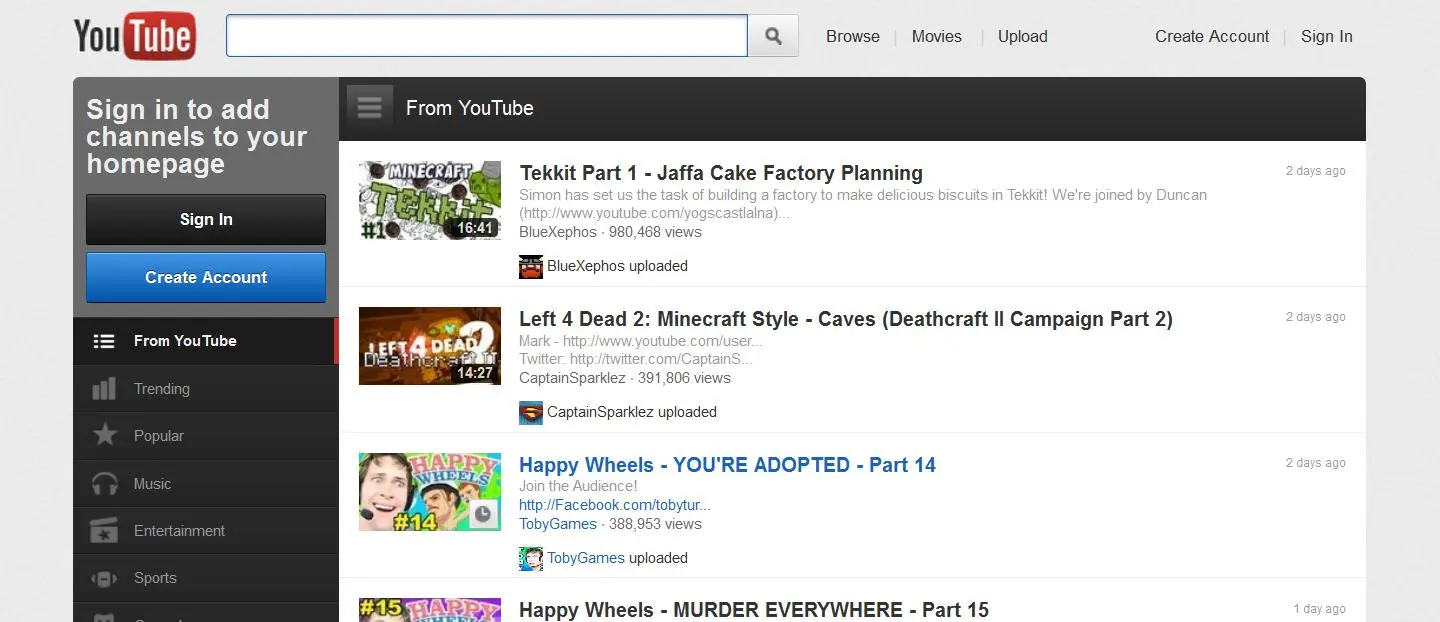 YouTube
Browse
Movies
Upload
Create Account
Sign In
Sign in to add
channels to your
homepage
Sign In
Create Account
From YouTube
Trending
Popular
Music
Entertainment
Sports
From YouTube
MINECRAFT
TEKKIT
#1
16:41
Tekkit Part 1 - Jaffa Cake Factory Planning
2 days ago
Simon has set us the task of building a factory to make delicious biscuits in Tekkit! We're joined by Duncan
(http://www.youtube.com/yogscastlalna)...
BlueXephos · 980,468 views
BlueXephos uploaded
LEFT 4 DEAD 2
Deathcraft II
14:27
Left 4 Dead 2: Minecraft Style - Caves (Deathcraft II Campaign Part 2)
2 days ago
Mark - http://www.youtube.com/user...
Twitter: http://twitter.com/CaptainS...
CaptainSparklez · 391,806 views
CaptainSparklez uploaded
HAPPY
WHEELS
#14
Happy Wheels - YOU'RE ADOPTED - Part 14
2 days ago
Join the Audience!
http://Facebook.com/tobytur...
TobyGames · 388,953 views
TobyGames uploaded
#15 HAPPY
Happy Wheels - MURDER EVERYWHERE - Part 15
1 day ago